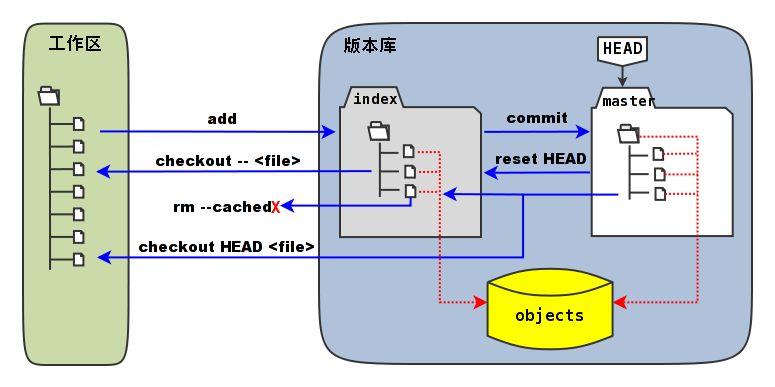 工作区
版本库
HEAD
index
master
add
commit
checkout -- <file>
reset HEAD
rm --cached X
checkout HEAD <file>
objects